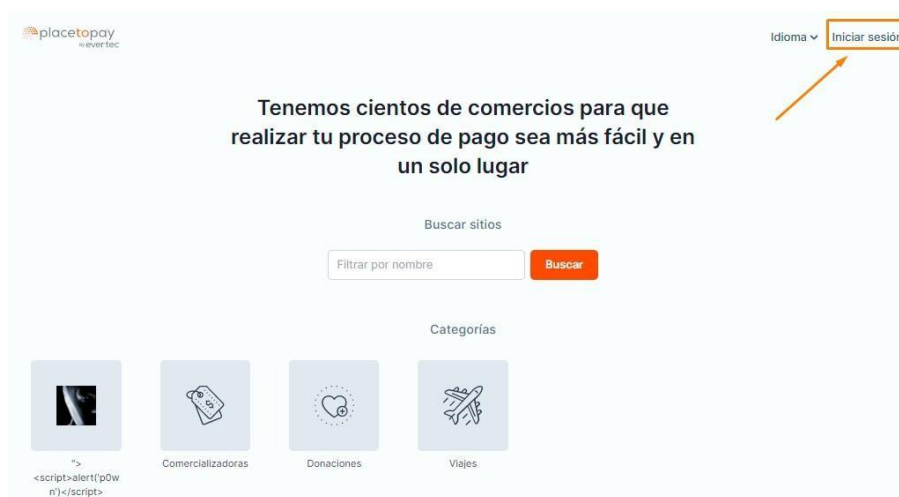 placetopay
by evertec
Idioma
Iniciar sesión
Tenemos cientos de comercios para que
realizar tu proceso de pago sea más fácil y en
un solo lugar
Buscar sitios
Filtrar por nombre
Buscar
Categorías
">
<script>alert('p0w
n')</script>
Comercializadoras
Donaciones
Viajes